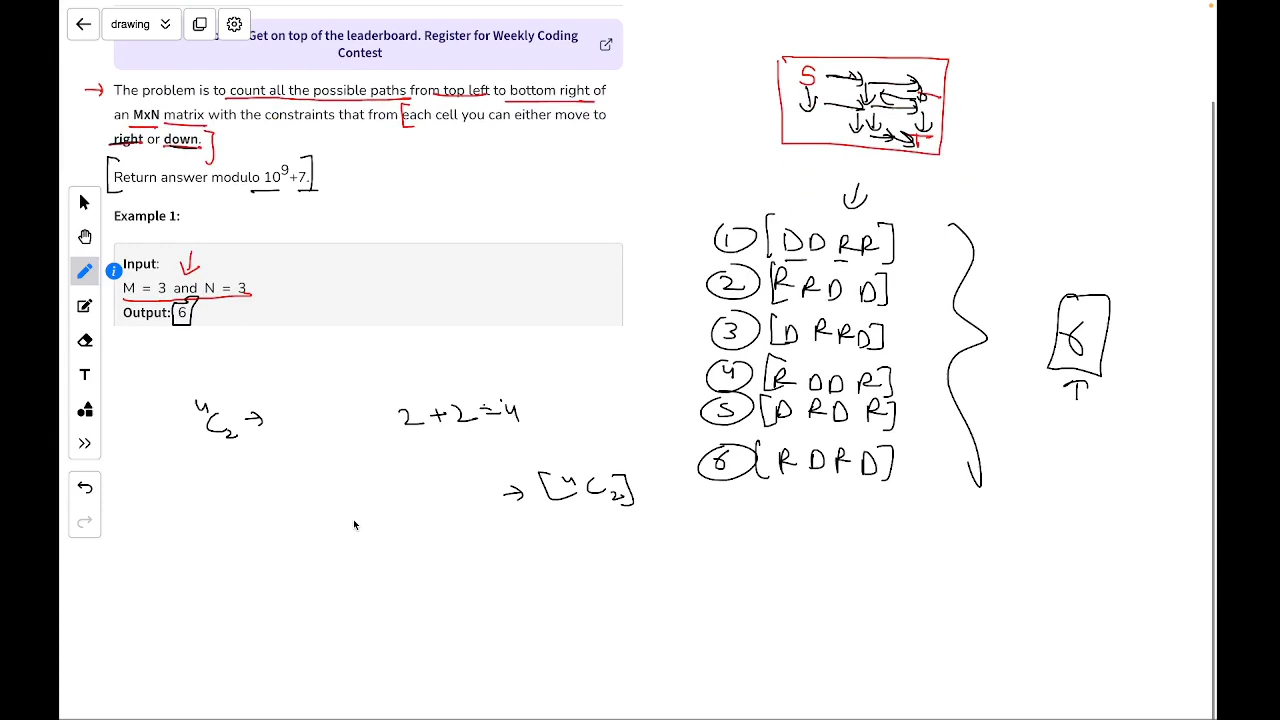 drawing
Get on top of the leaderboard. Register for Weekly Coding
Contest
The problem is to count all the possible paths from top left to bottom right of
an MxN matrix with the constraints that from each cell you can either move to
right or down.
Return answer modulo 10^9+7.
Example 1:
Input:
M = 3 and N = 3
Output: 6
4C2 →
2+2=4
→ [4C2]
S
T
① [D D R R]
② [R R D D]
③ [D R R D]
④ [R D D R]
⑤ [D R D R]
⑥ [R D R D]
6
T
i